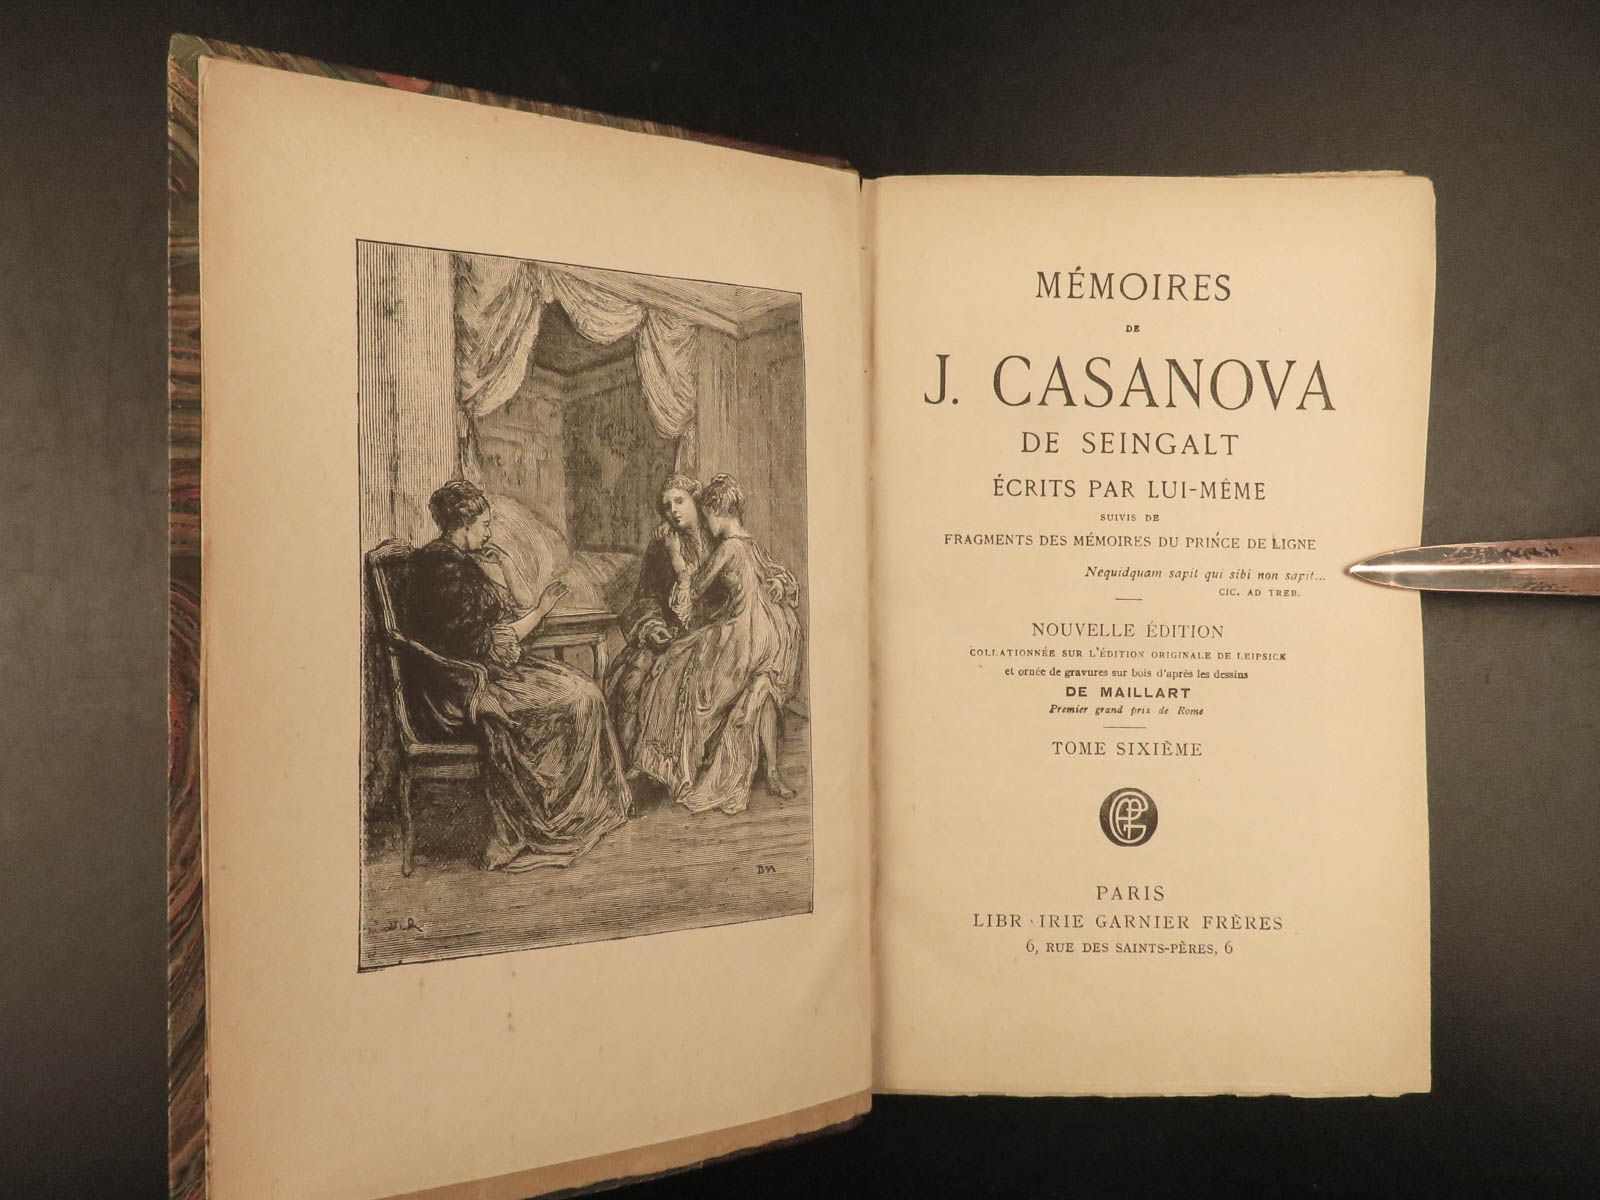 MÉMOIRES
DE
J. CASANOVA
DE SEINGALT
ÉCRITS PAR LUI-MÊME
SUIVIS DE
FRAGMENTS DES MÉMOIRES DU PRINCE DE LIGNE
Nequidquam sapit qui sibi non sapit...
CIC. AD TREB.
NOUVELLE ÉDITION
COLLATIONNÉE SUR L'ÉDITION ORIGINALE DE LEIPSICK
et ornée de gravures sur bois d'après les dessins
DE MAILLART
Premier grand prix de Rome
TOME SIXIÈME
PARIS
LIBR IRIE GARNIER FRÈRES
6, RUE DES SAINTS-PÈRES, 6